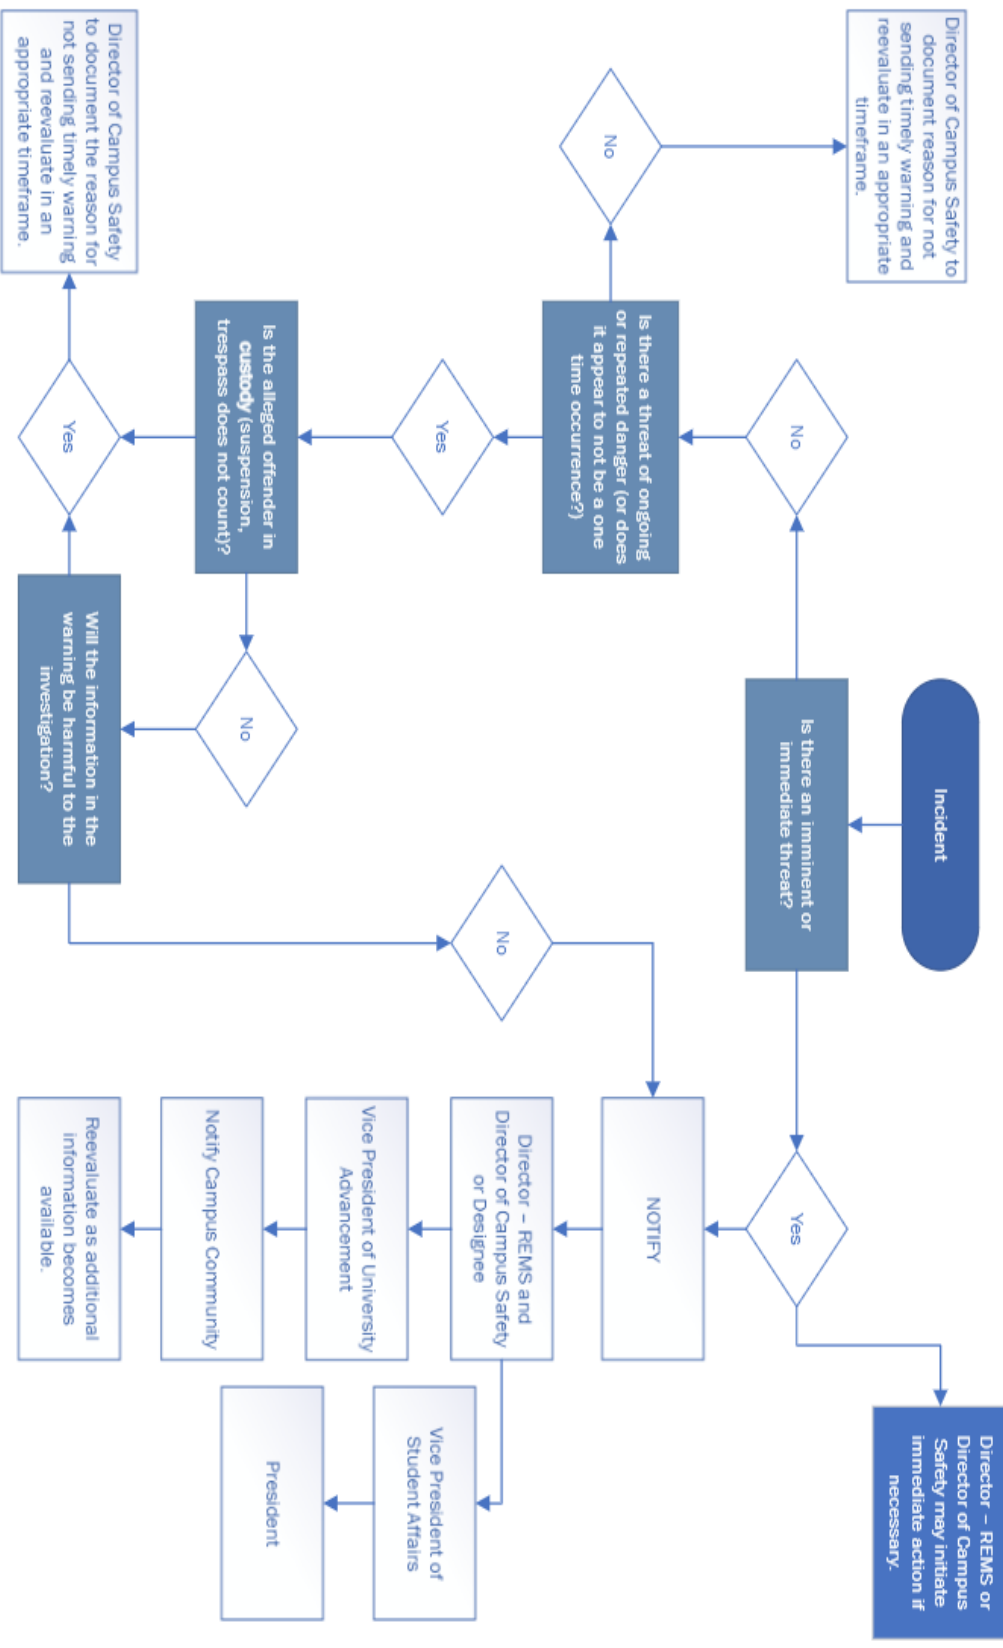 Incident
Is there an imminent or
immediate threat?
No
Yes
Director – REMS or
Director of Campus
Safety may initiate
immediate action if
necessary.
Director of Campus Safety to
document reason for not
sending timely warning and
reevaluate in an appropriate
timeframe.
No
Is there a threat of ongoing
or repeated danger (or does
it appear to not be a one
time occurrence?)
Yes
Is the alleged offender in
custody (suspension,
trespass does not count)?
No
Director of Campus Safety
to document the reason for
not sending timely warning
and reevaluate in an
appropriate timeframe.
Yes
Will the information in the
warning be harmful to the
investigation?
No
NOTIFY
Director – REMS and
Director of Campus Safety
or Designee
Vice President of University
Advancement
Notify Campus Community
Reevaluate as additional
information becomes
available.
Vice President of
Student Affairs
President